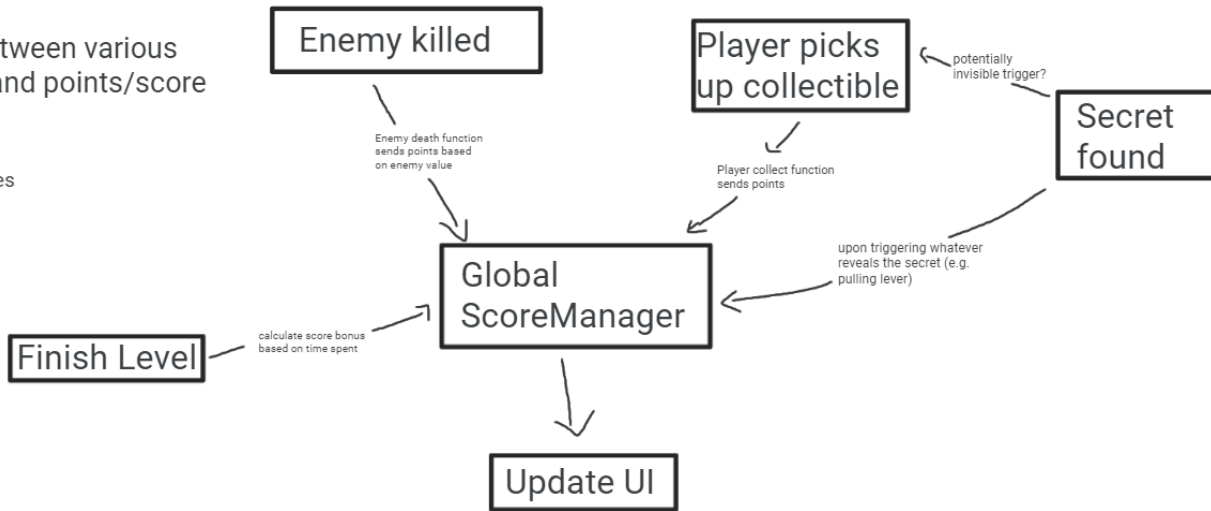 tween various
and points/score
es
Enemy killed
Enemy death function
sends points based
on enemy value
Player picks
up collectible
Player collect function
sends points
potentially
invisible trigger?
Secret
found
upon triggering whatever
reveals the secret (e.g.
pulling lever)
Global
ScoreManager
Finish Level
calculate score bonus
based on time spent
Update UI